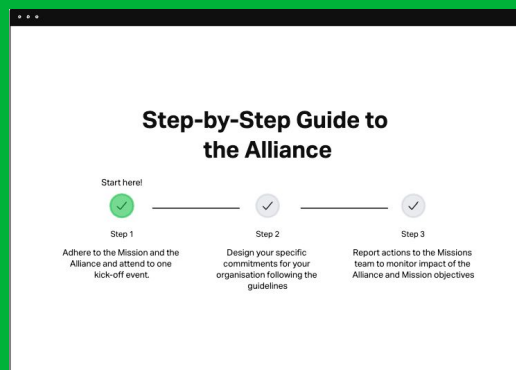 Step-by-Step Guide to
the Alliance
Start here!
Step 1
Adhere to the Mission and the
Alliance and attend to one
kick-off event.
Step 2
Design your specific
commitments for your
organisation following the
guidelines
Step 3
Report actions to the Missions
team to monitor impact of the
Alliance and Mission objectives